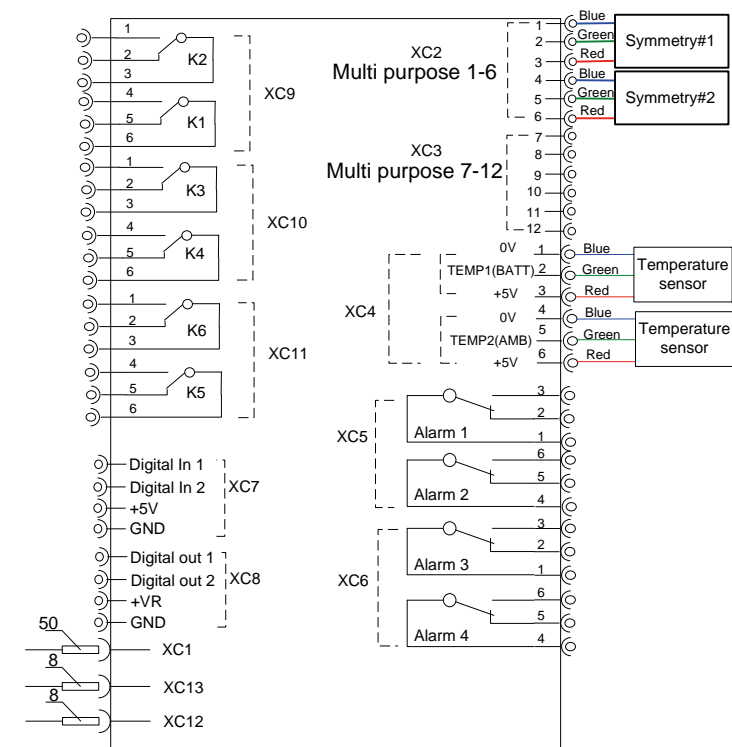 1
2
3
K2
4
5
6
K1
XC9
1
2
3
K3
4
5
6
K4
XC10
1
2
3
K6
4
5
6
K5
XC11
Digital In 1
Digital In 2
+5V
GND
XC7
Digital out 1
Digital out 2
+VR
GND
XC8
50
XC1
8
XC13
8
XC12
XC2
Multi purpose 1-6
1
2
3
4
5
6
Blue
Green
Red
Blue
Green
Red
Symmetry#1
Symmetry#2
XC3
Multi purpose 7-12
7
8
9
10
11
12
XC4
0V
TEMP1(BATT)
+5V
0V
TEMP2(AMB)
+5V
1
2
3
4
5
6
Blue
Green
Red
Blue
Green
Red
Temperature
sensor
Temperature
sensor
XC5
3
2
Alarm 1
1
6
5
Alarm 2
4
XC6
3
2
Alarm 3
1
6
5
Alarm 4
4